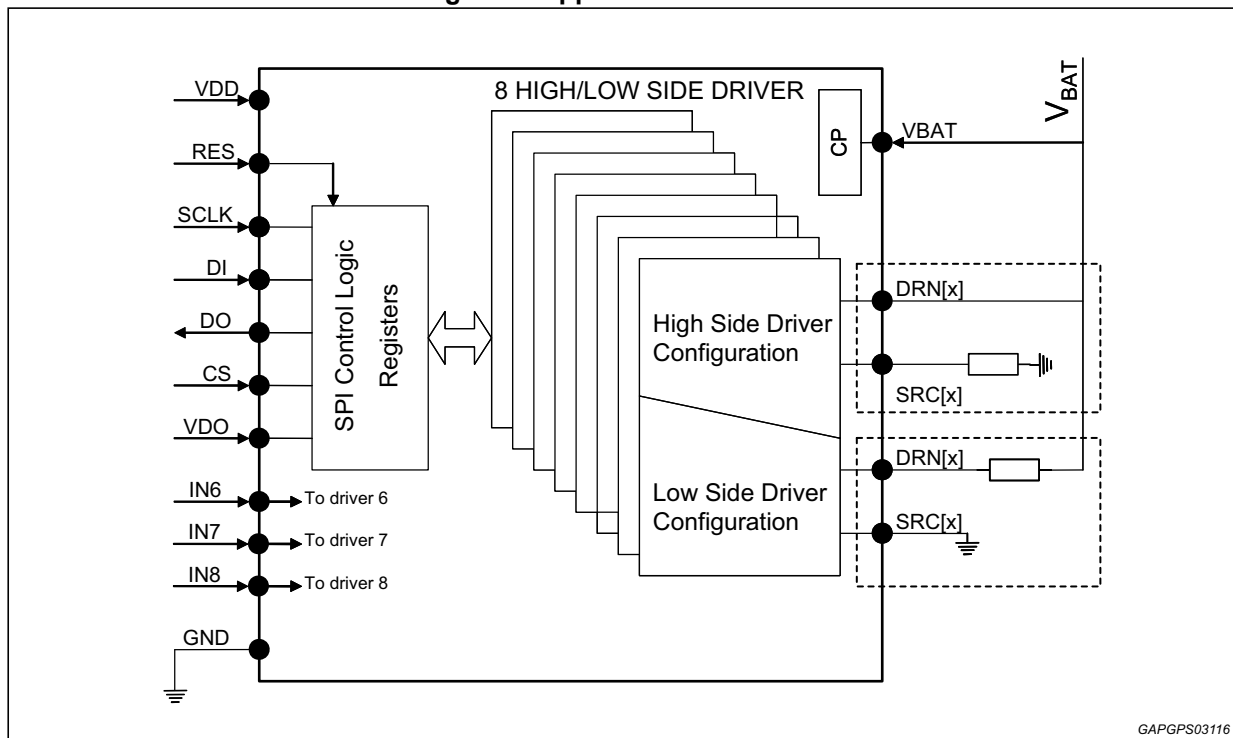 8 HIGH/LOW SIDE DRIVER
VDD
RES
SCLK
DI
DO
CS
VDO
IN6
IN7
IN8
GND
SPI Control Logic
Registers
To driver 6
To driver 7
To driver 8
CP
VBAT
VBAT
High Side Driver
Configuration
Low Side Driver
Configuration
DRN[x]
SRC[x]
DRN[x]
SRC[x]
GAPGPS03116